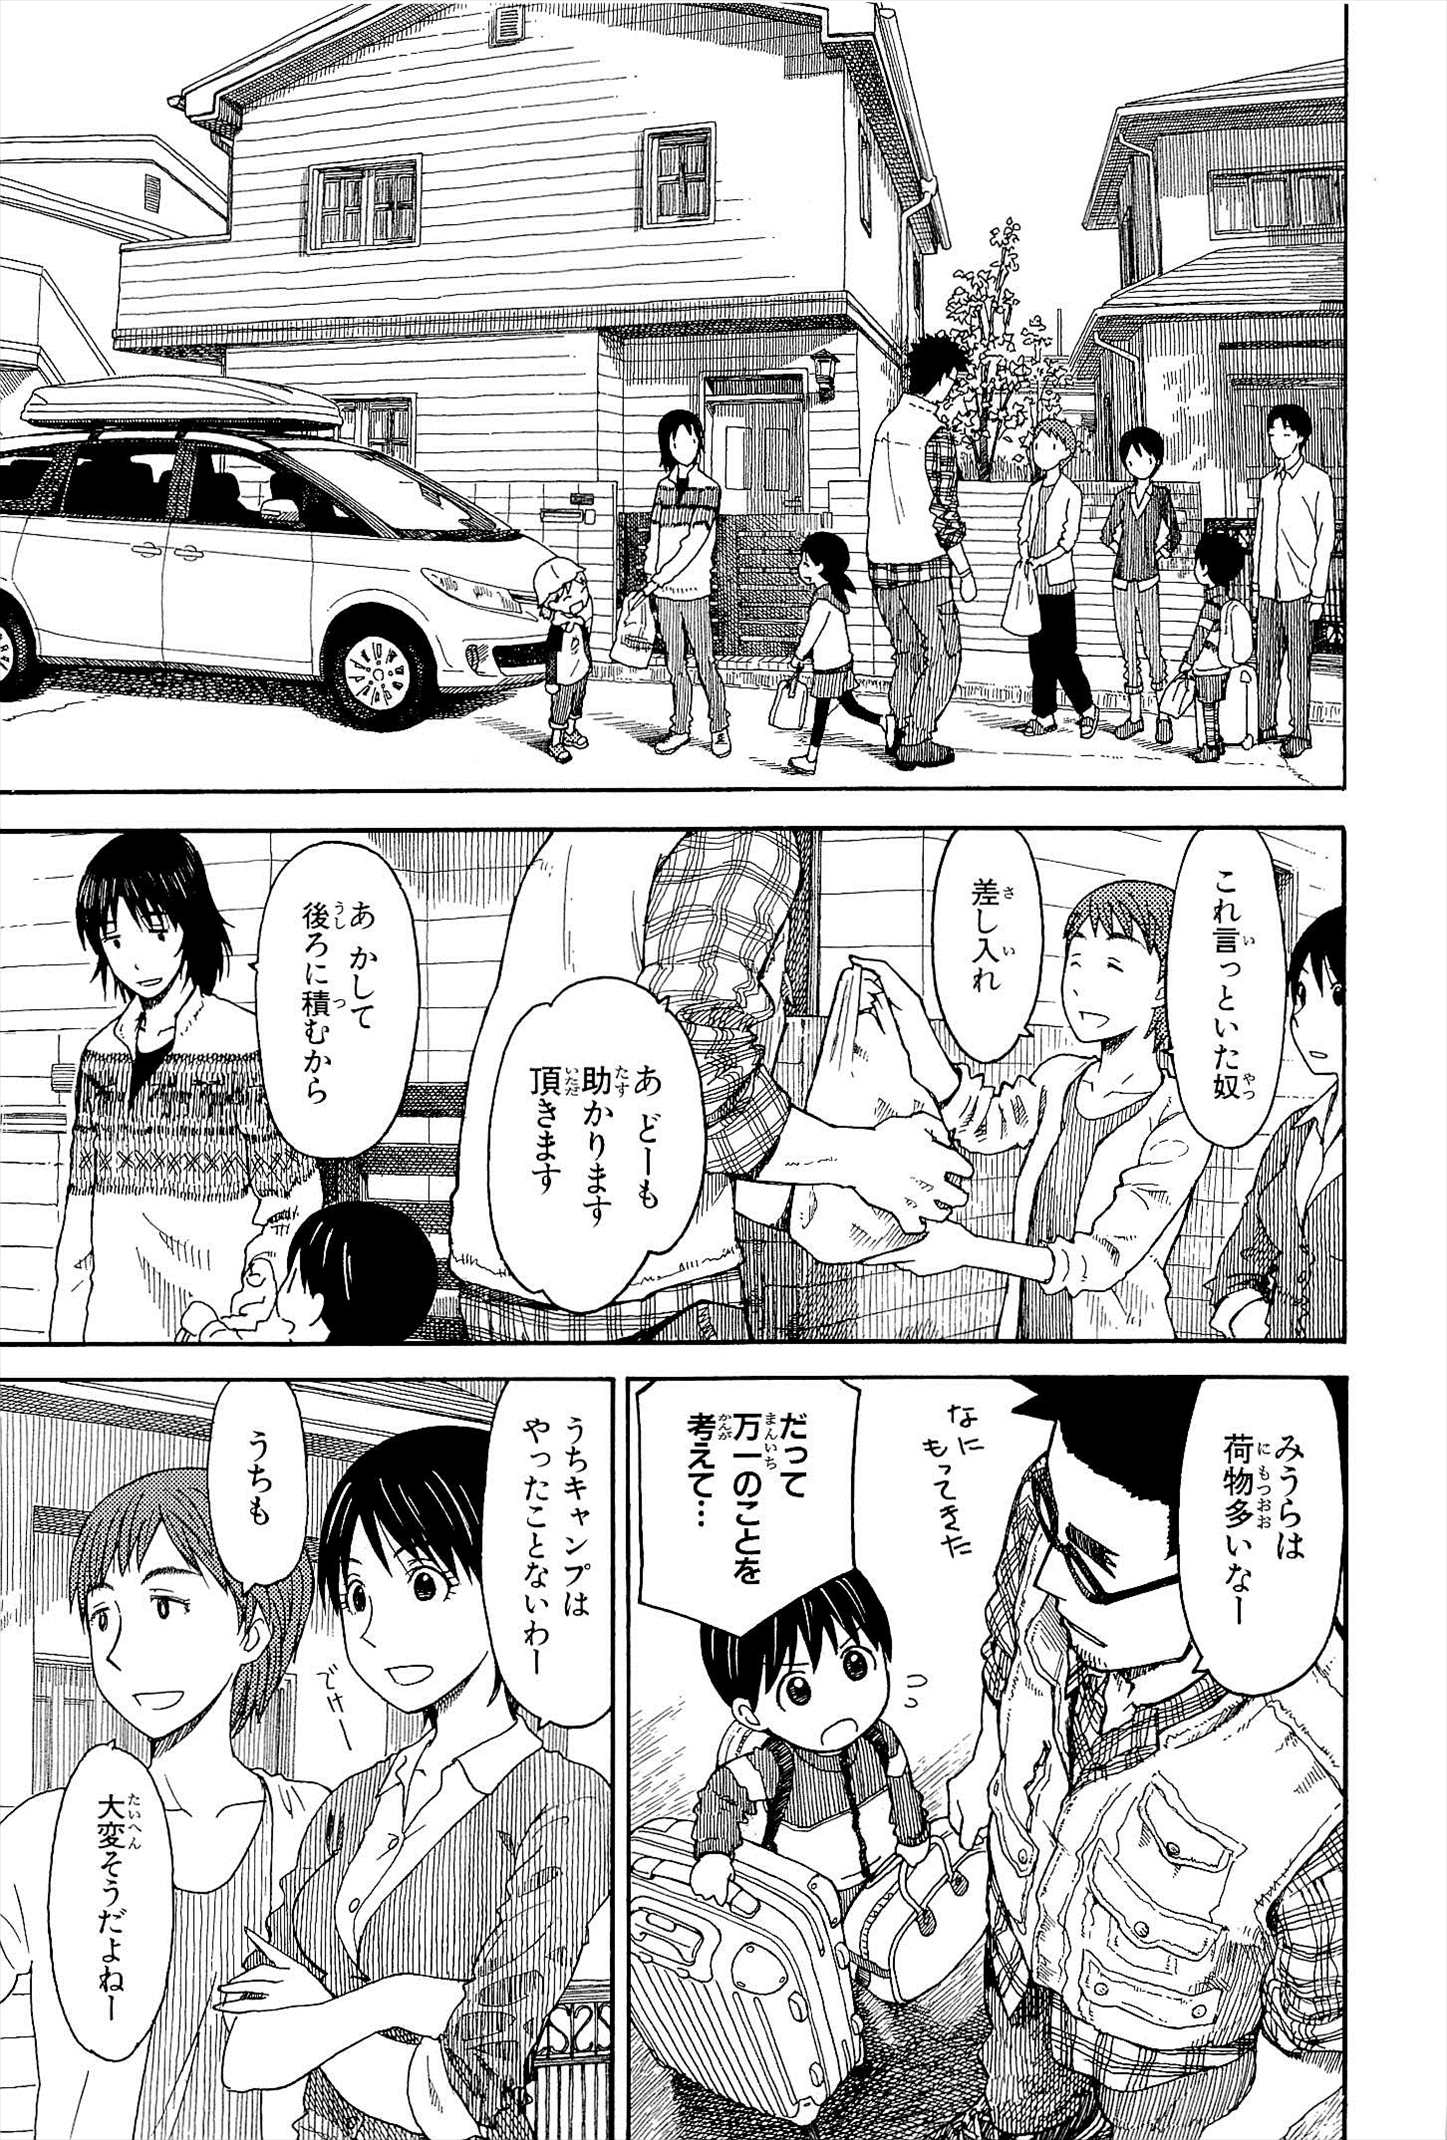 これ言っといた奴
差し入れ
あ どーも
助かります
頂きます
あ かして
後ろに積むから
みうらは
荷物多いなー
なに
もってきた
だって
万一のことを
考えて…
うちキャンプは
やったことないわー
でけー
うちも
大変そうだよねー